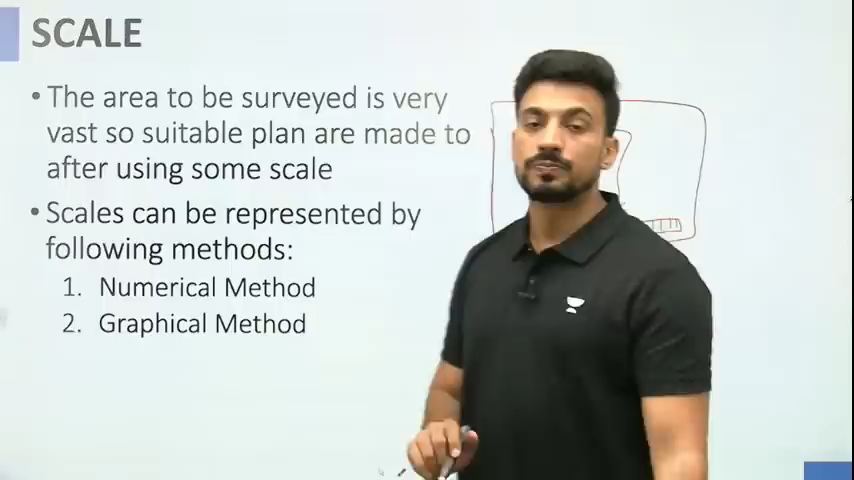 SCALE
• The area to be surveyed is very
vast so suitable plan are made to
after using some scale
• Scales can be represented by
following methods:
1. Numerical Method
2. Graphical Method